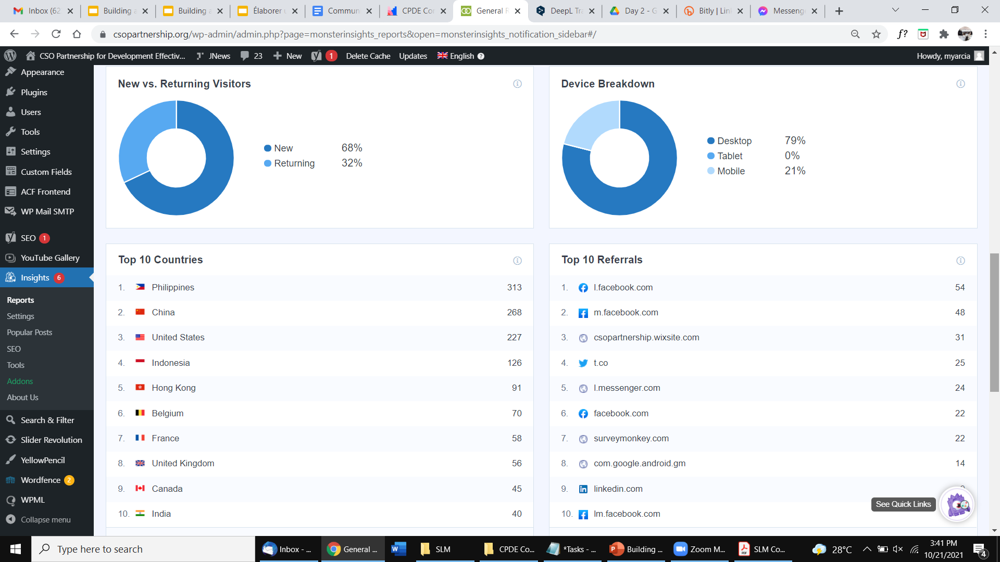 Inbox (62
Building a
Building a
Élaborer u
Commun
CPDE Cor
General R
DeepL Tra
Day 2 - G
Bitly | Lin
Messenge
csopartnership.org/wp-admin/admin.php?page=monsterinsights_reports&open=monsterinsights_notification_sidebar#/
f?
CSO Partnership for Development Effectiv...
JNews
23
New
1
Delete Cache
Updates
English
Howdy, myarcia
Appearance
Plugins
Users
Tools
Settings
Custom Fields
ACF Frontend
WP Mail SMTP
SEO 1
YouTube Gallery
Insights 6
Reports
Settings
Popular Posts
SEO
Tools
Addons
About Us
Search & Filter
Slider Revolution
YellowPencil
Wordfence 2
WPML
Collapse menu
New vs. Returning Visitors
New 68%
Returning 32%
Device Breakdown
Desktop 79%
Tablet 0%
Mobile 21%
Top 10 Countries
1. Philippines 313
2. China 268
3. United States 227
4. Indonesia 126
5. Hong Kong 91
6. Belgium 70
7. France 58
8. United Kingdom 56
9. Canada 45
10. India 40
Top 10 Referrals
1. l.facebook.com 54
2. m.facebook.com 48
3. csopartnership.wixsite.com 31
4. t.co 25
5. l.messenger.com 24
6. facebook.com 22
7. surveymonkey.com 22
8. com.google.android.gm 14
9. linkedin.com
10. lm.facebook.com
See Quick Links
Type here to search
Inbox - ...
General ...
SLM
CPDE Co...
*Tasks - ...
Building ...
Zoom M...
SLM Co...
28°C
3:41 PM
10/21/2021
4